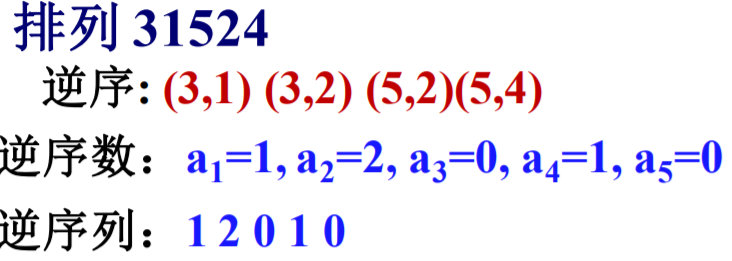 排列 31524
逆序: (3,1) (3,2) (5,2)(5,4)
逆序数：a₁=1, a₂=2, a₃=0, a₄=1, a₅=0
逆序列：1 2 0 1 0